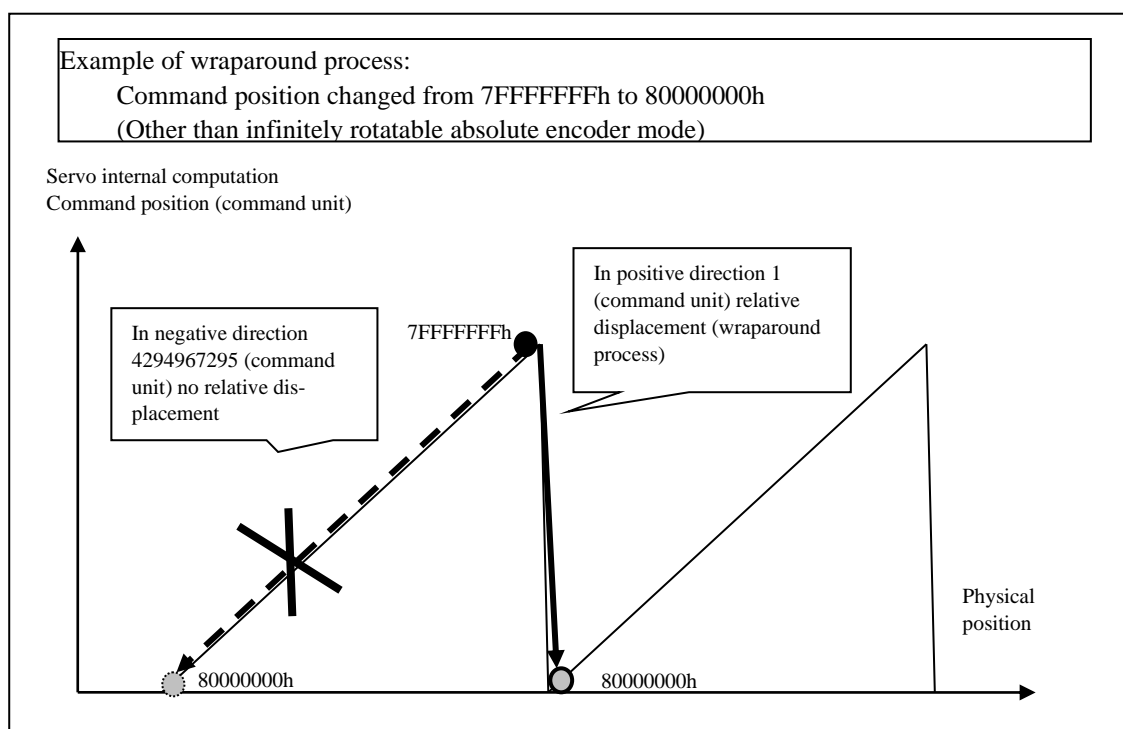 Example of wraparound process:
Command position changed from 7FFFFFFFh to 80000000h
(Other than infinitely rotatable absolute encoder mode)
Servo internal computation
Command position (command unit)
In negative direction
4294967295 (command
unit) no relative dis-
placement
7FFFFFFFh
In positive direction 1
(command unit) relative
displacement (wraparound
process)
Physical
position
80000000h
80000000h